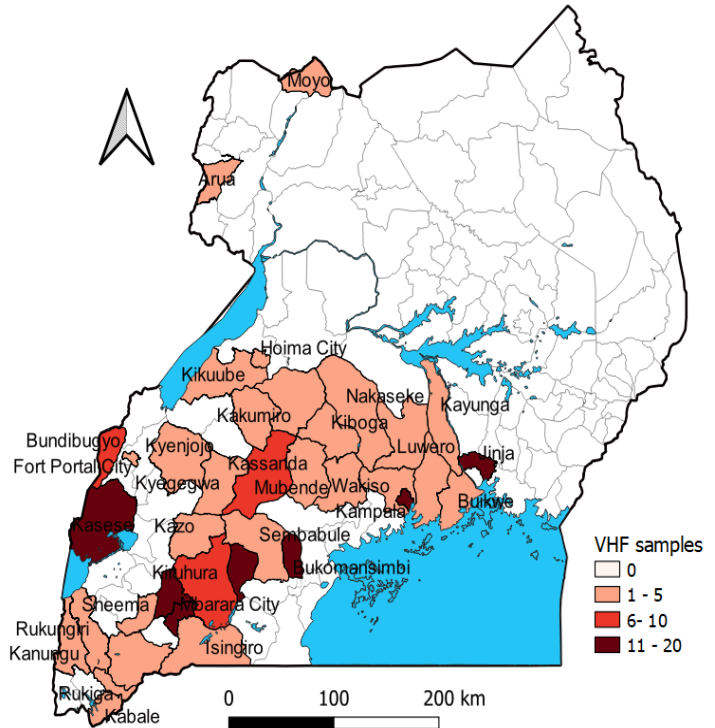 Moyo
Arua
Hoima City
Kikuube
Nakaseke
Kakumiro
Kayunga
Kiboga
Bundibugyo
Kyenjojo
Luwero
Jinja
Fort Portal City
Kassanda
Kyegegwa
Mubende
Wakiso
Buikwe
Kasese
Kazo
Kampala
Sembabule
VHF samples
Kiruhura
Bukomansimbi
0
1 - 5
Sheema
Mbarara City
6- 10
Rukungiri
11 - 20
Kanungu
Isingiro
Rukiga
Kabale
0 100 200 km